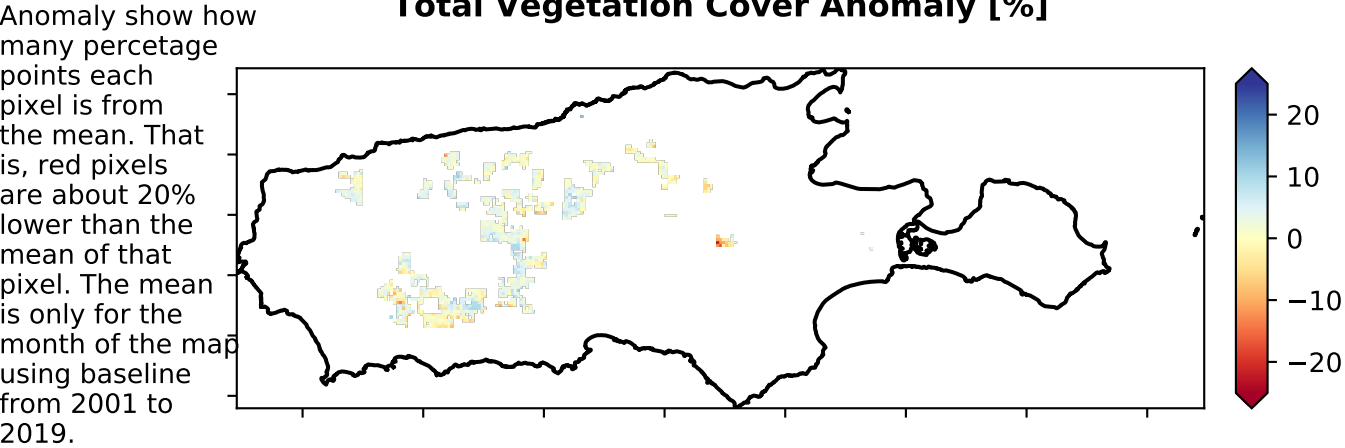 Total Vegetation Cover Anomaly [%]
Anomaly show how
many percetage
points each
pixel is from
the mean. That
is, red pixels
are about 20%
lower than the
mean of that
pixel. The mean
is only for the
month of the map
using baseline
from 2001 to
2019.
20
10
0
−10
−20